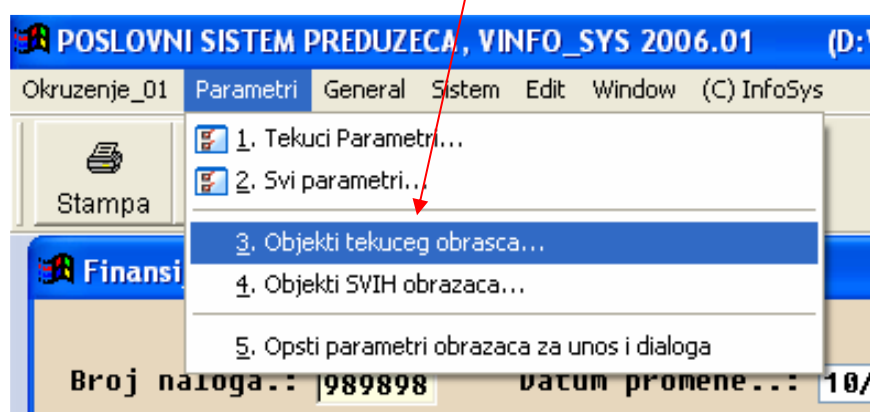 POSLOVNI SISTEM PREDUZECA, VINFO_SYS 2006.01 (D:\
Okruzenje_01 Parametri General Sistem Edit Window (C) InfoSys
1. Tekuci Parametri...
2. Svi parametri...
Stampa
3. Objekti tekuceg obrasca...
Finansi
4. Objekti SVIH obrazaca...
5. Opsti parametri obrazaca za unos i dialoga
Broj naloga.: 989898 Datum promene..: 10/